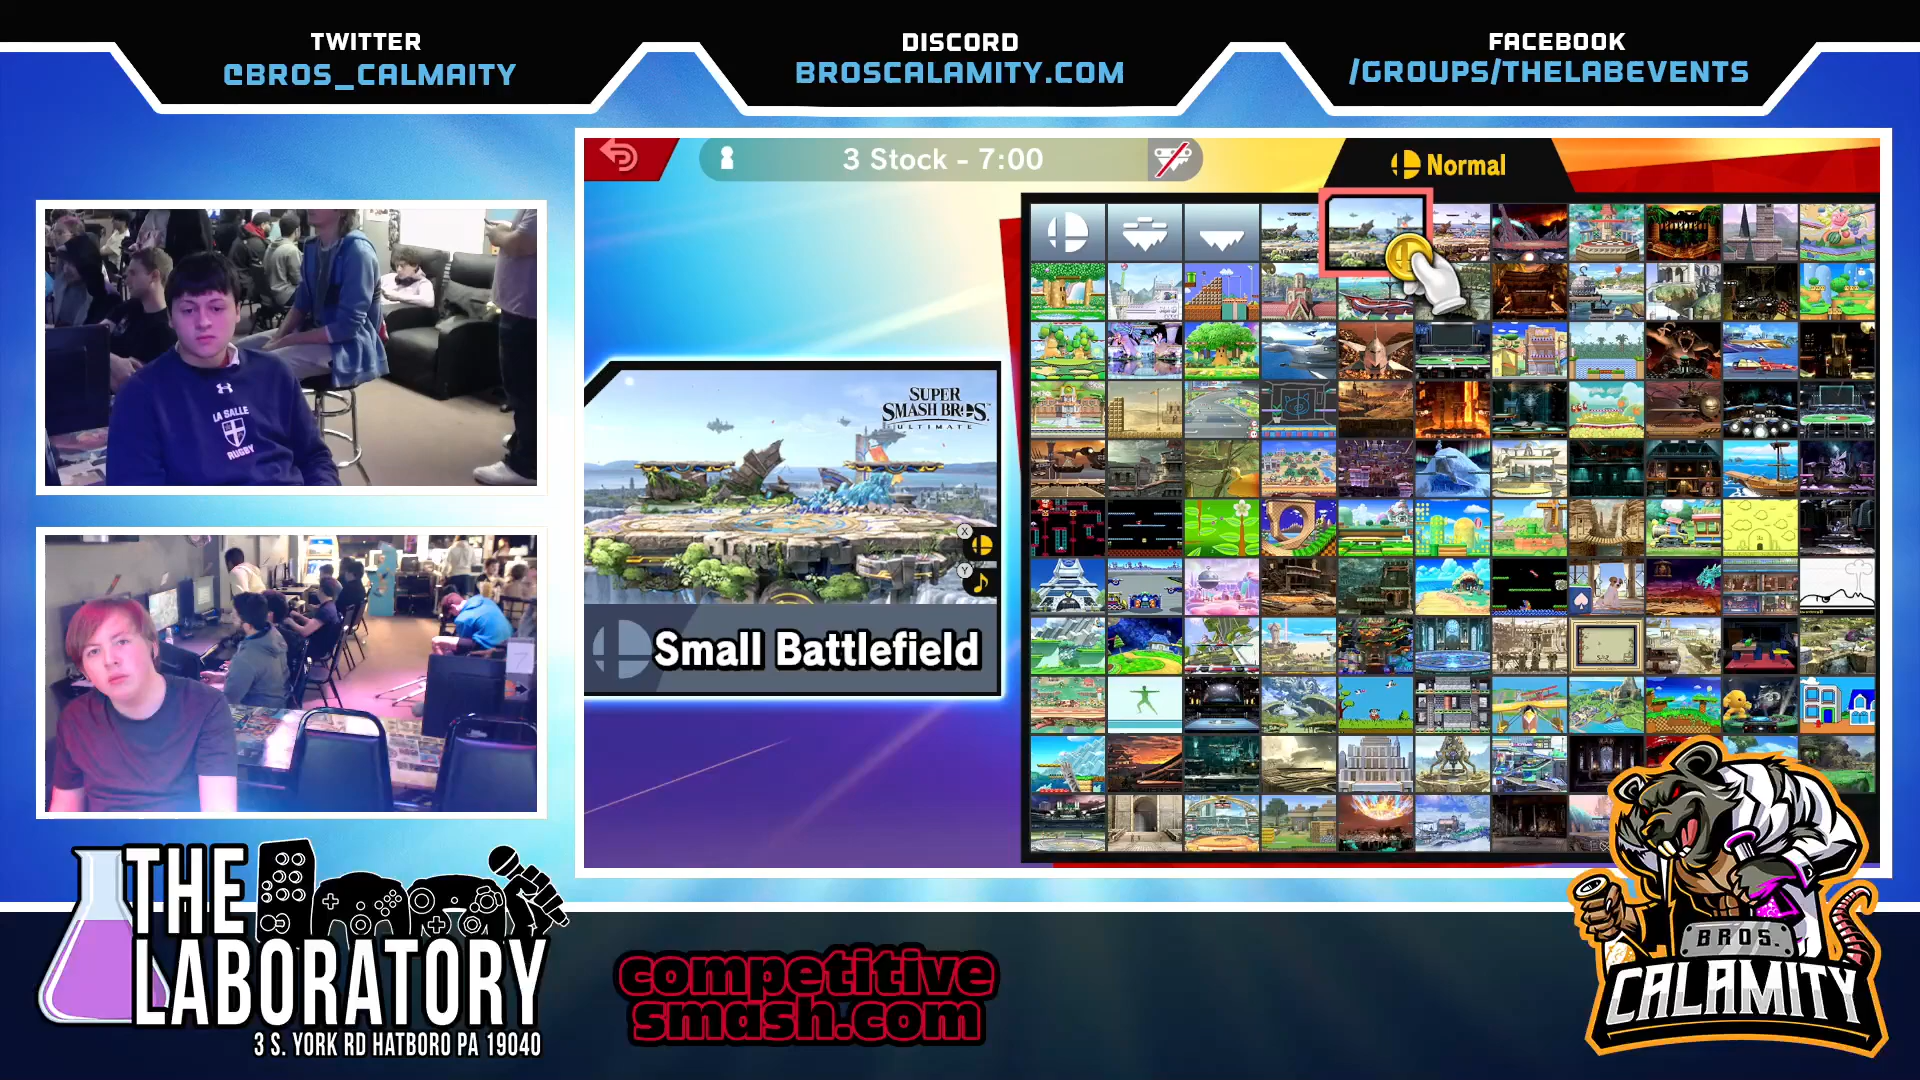 TWITTER
@BROS_CALMAITY
DISCORD
BROSCALAMITY.COM
FACEBOOK
/GROUPS/THELABEVENTS
3 Stock - 7:00
Normal
SUPER
SMASH BROS.
ULTIMATE
X
Y
Small Battlefield
LA SALLE
RUGBY
THE
LABORATORY
3 S. YORK RD HATBORO PA 19040
competitive
smash.com
BROS.
CALAMITY